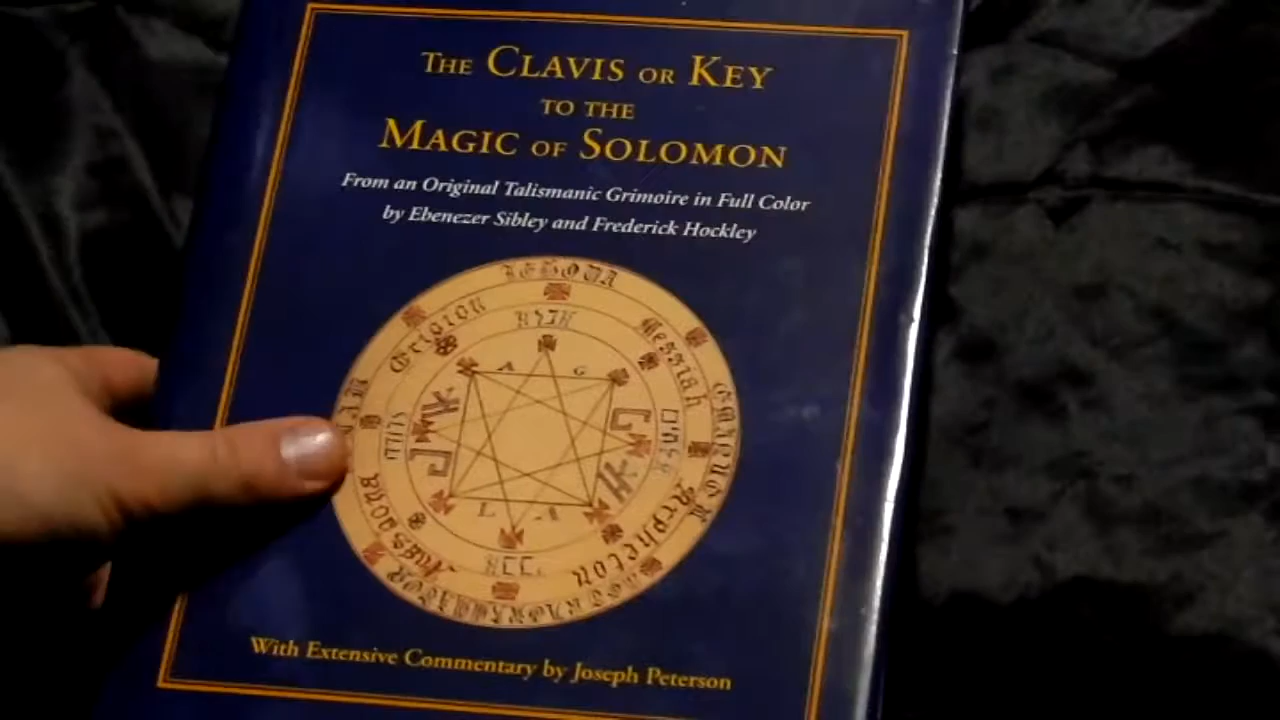 THE CLAVIS OR KEY
TO THE
MAGIC OF SOLOMON
From an Original Talismanic Grimoire in Full Color
by Ebenezer Sibley and Frederick Hockley
Messiah
A G
L A
With Extensive Commentary by Joseph Peterson